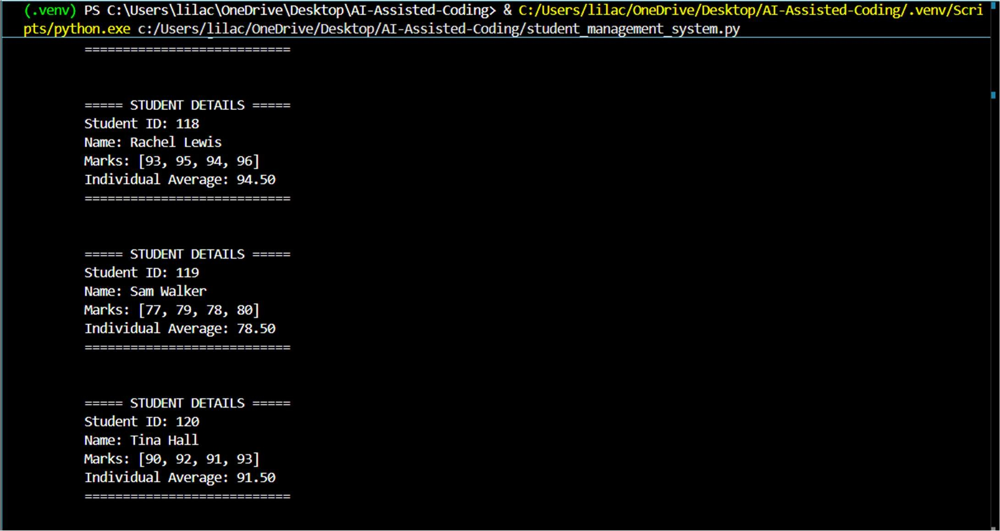 (.venv) PS C:\Users\lilac\OneDrive\Desktop\AI-Assisted-Coding> & C:/Users/lilac/OneDrive/Desktop/AI-Assisted-Coding/.venv/Scri
pts/python.exe c:/Users/lilac/OneDrive/Desktop/AI-Assisted-Coding/student_management_system.py
===========================
===== STUDENT DETAILS =====
Student ID: 118
Name: Rachel Lewis
Marks: [93, 95, 94, 96]
Individual Average: 94.50
===========================
===== STUDENT DETAILS =====
Student ID: 119
Name: Sam Walker
Marks: [77, 79, 78, 80]
Individual Average: 78.50
===========================
===== STUDENT DETAILS =====
Student ID: 120
Name: Tina Hall
Marks: [90, 92, 91, 93]
Individual Average: 91.50
===========================